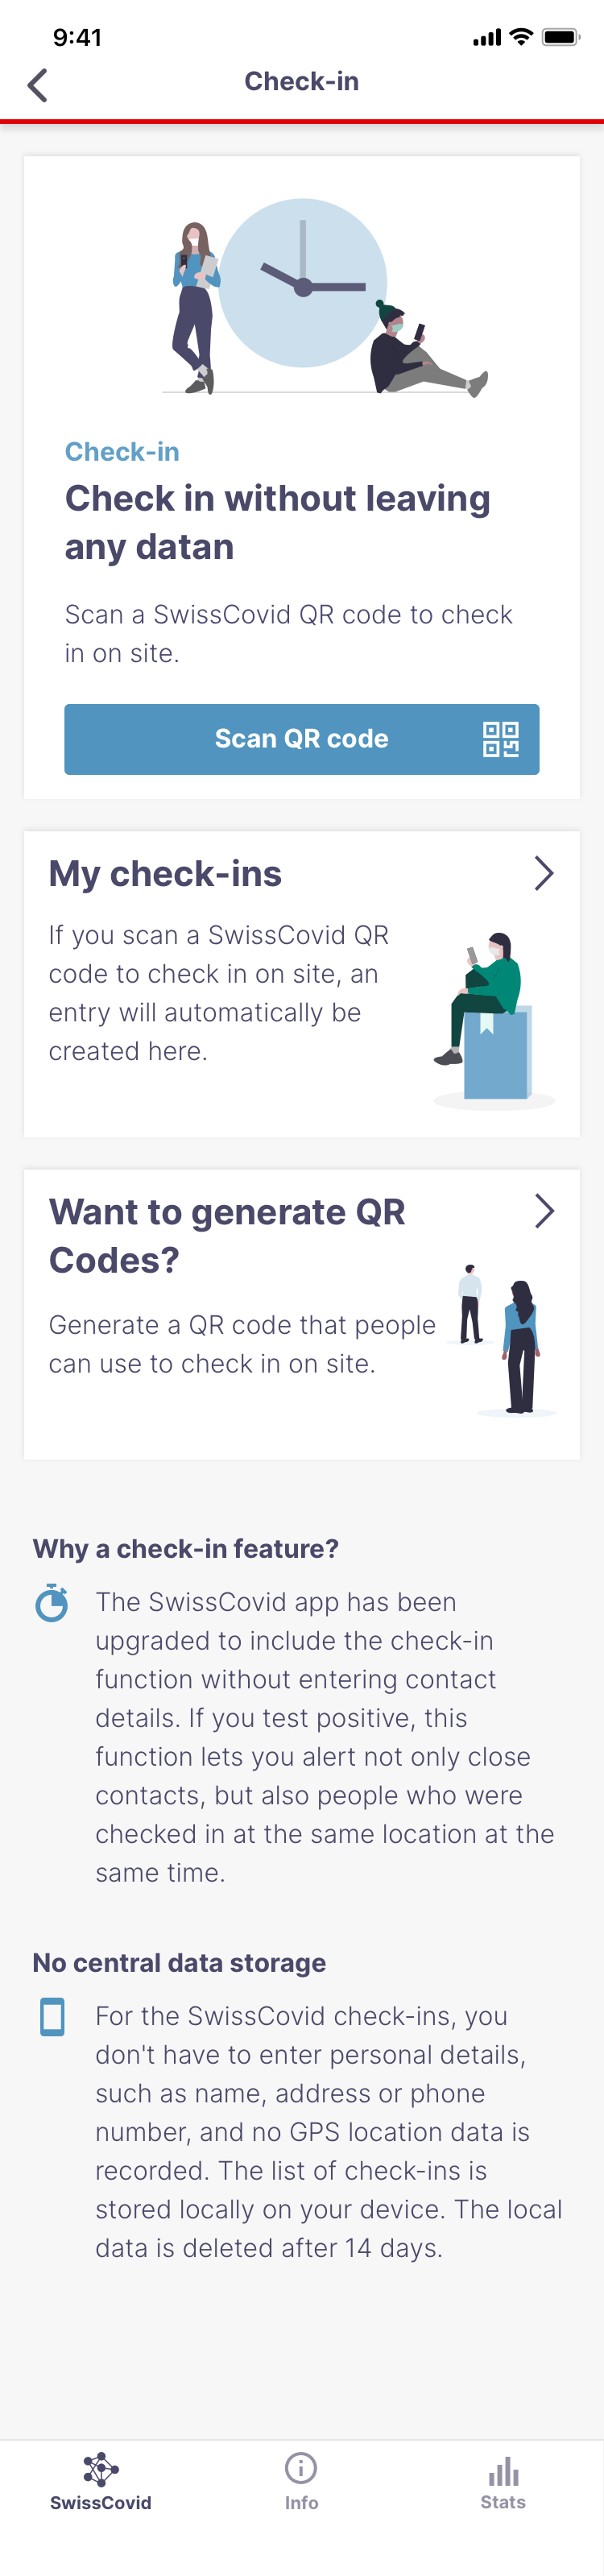 9:41
Check-in
Check-in
Check in without leaving
any datan
Scan a SwissCovid QR code to check
in on site.
Scan QR code
My check-ins
If you scan a SwissCovid QR
code to check in on site, an
entry will automatically be
created here.
Want to generate QR
Codes?
Generate a QR code that people
can use to check in on site.
Why a check-in feature?
The SwissCovid app has been
upgraded to include the check-in
function without entering contact
details. If you test positive, this
function lets you alert not only close
contacts, but also people who were
checked in at the same location at the
same time.
No central data storage
For the SwissCovid check-ins, you
don't have to enter personal details,
such as name, address or phone
number, and no GPS location data is
recorded. The list of check-ins is
stored locally on your device. The local
data is deleted after 14 days.
SwissCovid
Info
Stats